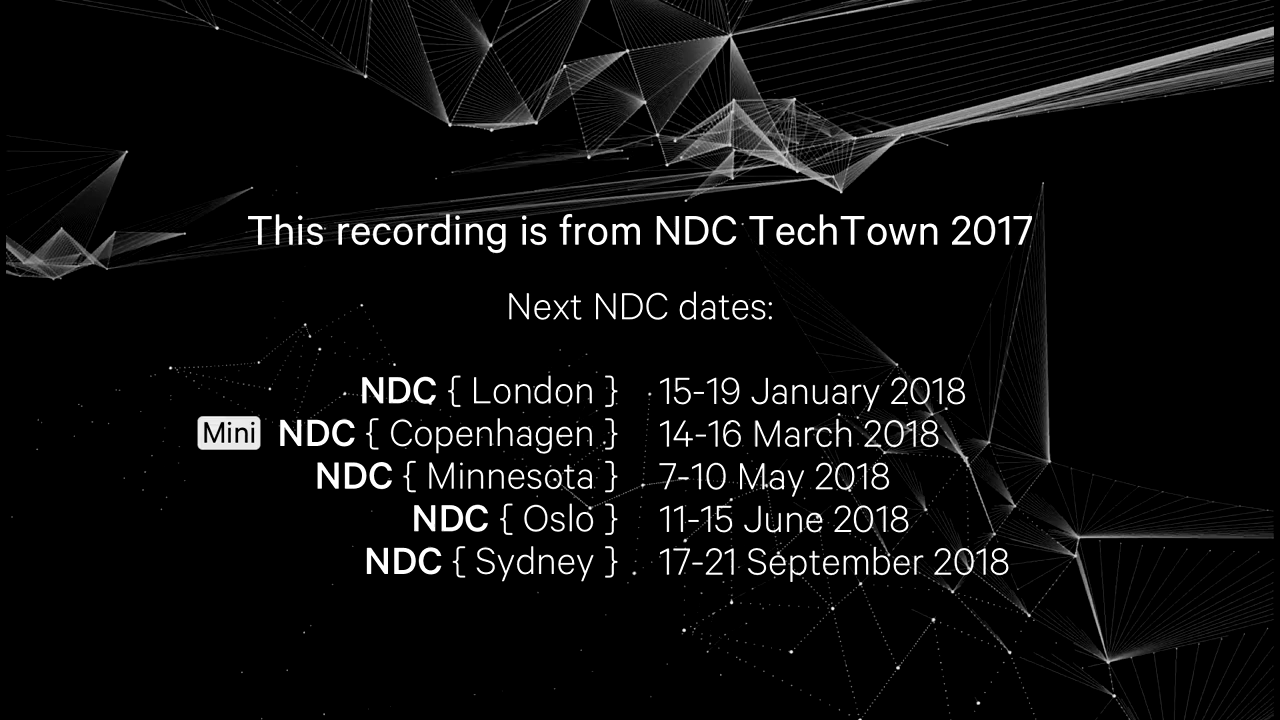 This recording is from NDC TechTown 2017
Next NDC dates:
NDC { London } 15-19 January 2018
Mini NDC { Copenhagen } 14-16 March 2018
NDC { Minnesota } 7-10 May 2018
NDC { Oslo } 11-15 June 2018
NDC { Sydney } 17-21 September 2018